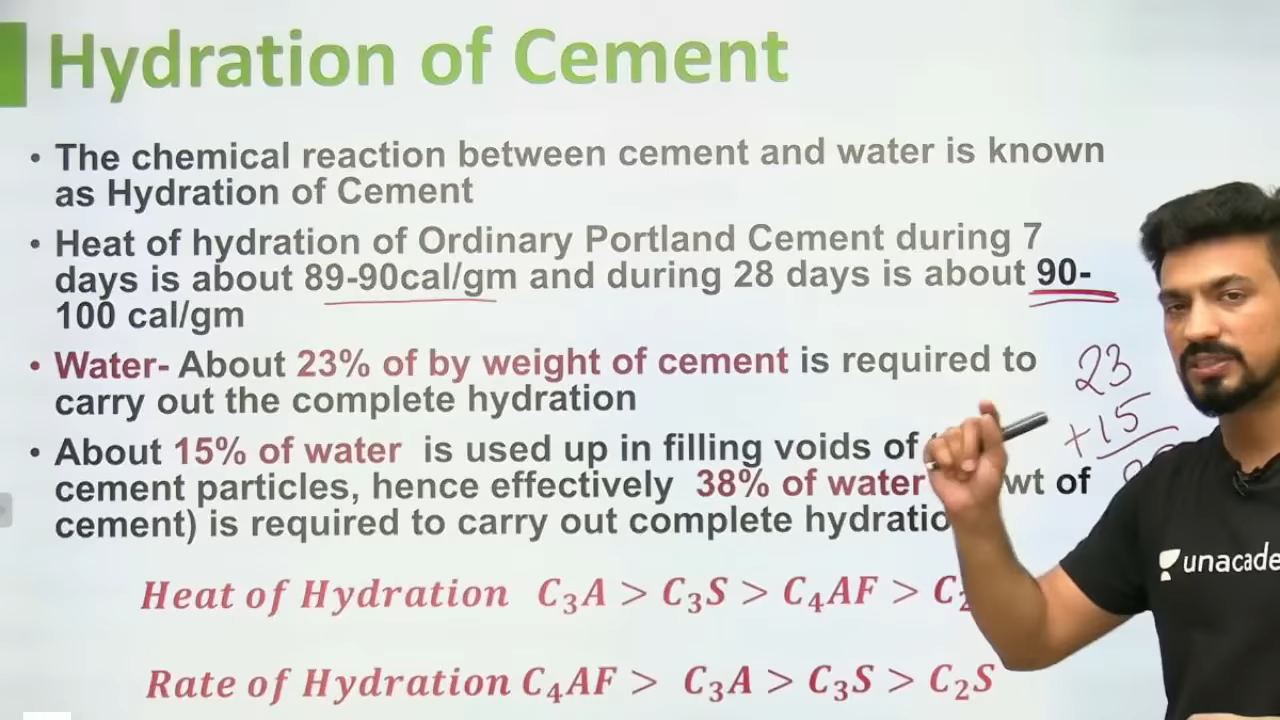 Hydration of Cement
• The chemical reaction between cement and water is known
as Hydration of Cement
• Heat of hydration of Ordinary Portland Cement during 7
days is about 89-90cal/gm and during 28 days is about 90-
100 cal/gm
• Water- About 23% of by weight of cement is required to
carry out the complete hydration
23
+15
• About 15% of water is used up in filling voids of
cement particles, hence effectively 38% of water wt of
cement) is required to carry out complete
unacade
Heat of Hydration C₃A > C₃S > C₄AF >
Rate of Hydration C₄AF > C₃A > C₃S > C₂S